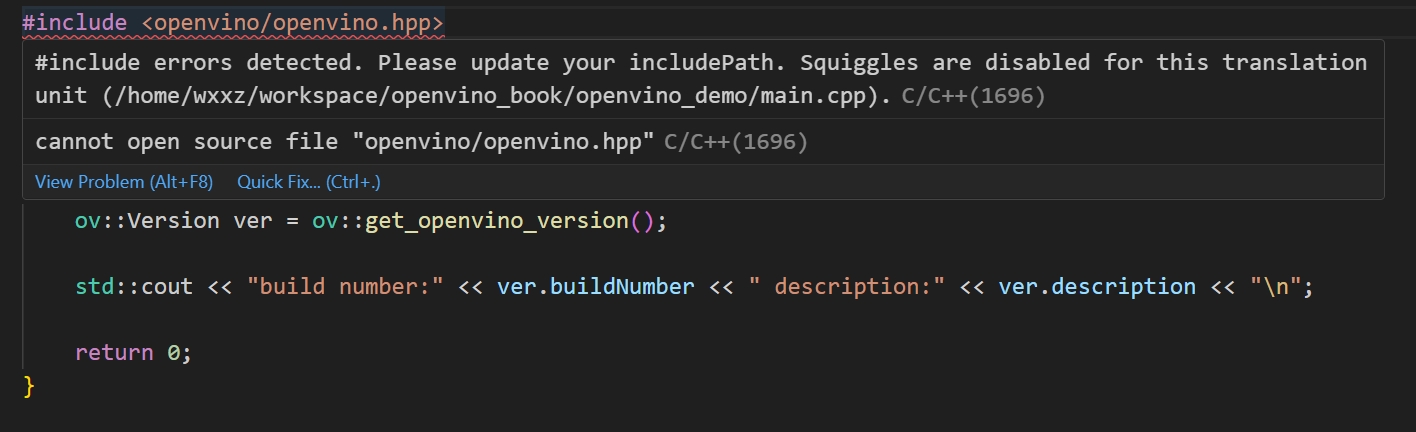 #include <openvino/openvino.hpp>
#include errors detected. Please update your includePath. Squiggles are disabled for this translation
unit (/home/wxxz/workspace/openvino_book/openvino_demo/main.cpp). C/C++(1696)
cannot open source file "openvino/openvino.hpp" C/C++(1696)
View Problem (Alt+F8) Quick Fix... (Ctrl+.)
ov::Version ver = ov::get_openvino_version();
std::cout << "build number:" << ver.buildNumber << " description:" << ver.description << "\n";
return 0;
}